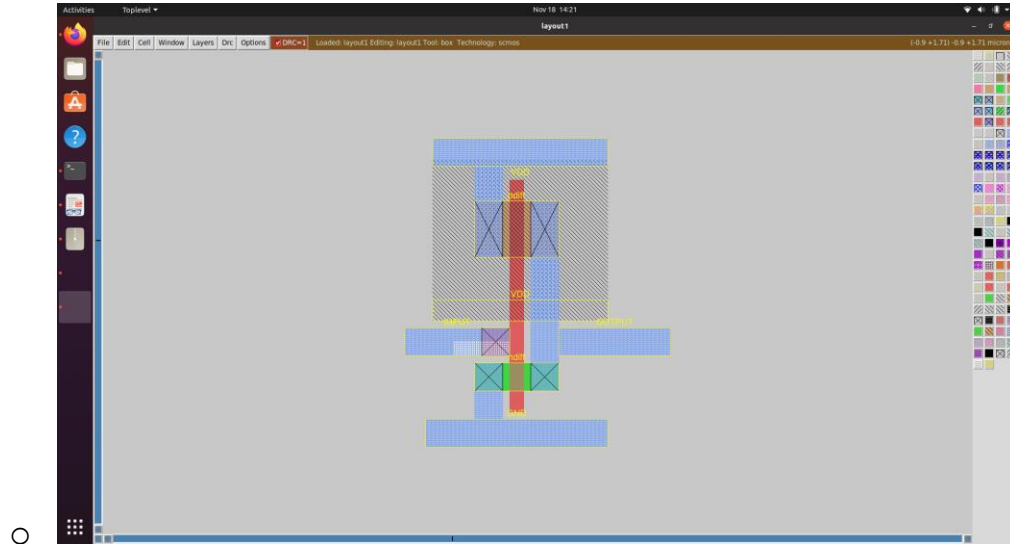 Activities Toplevel Nov 18 14:21
layout1
File Edit Cell Window Layers Drc Options DRC=1 Loaded: layout1 Editing: layout1 Tool: box Technology: scmos (-0.9 +1.71) -0.9 +1.71 micron
VDD
pdiff
VDD
INPUT OUTPUT
ndiff
GND